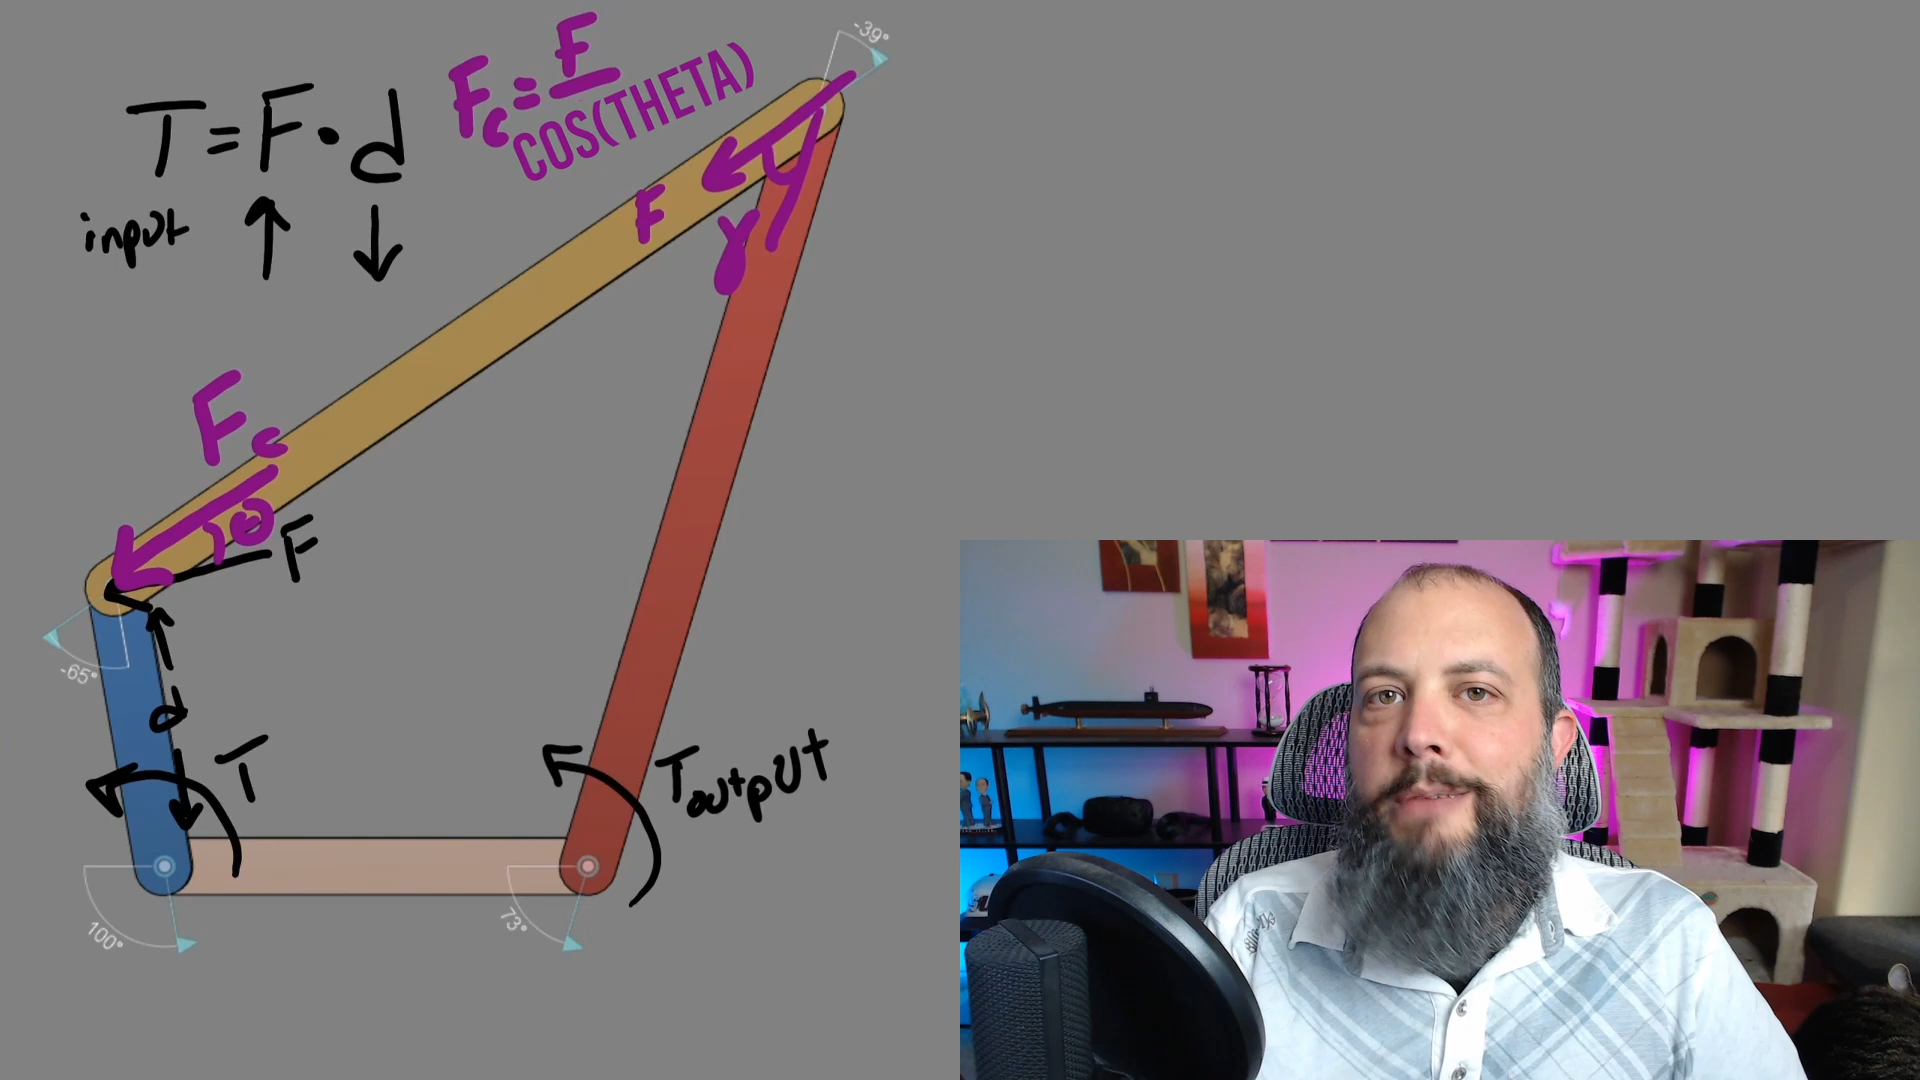 -39°
T = F · d
Fc = F / COS(THETA)
input
F
γ
Fc
Θ
F
-65°
d
T
Toutput
100°
73°